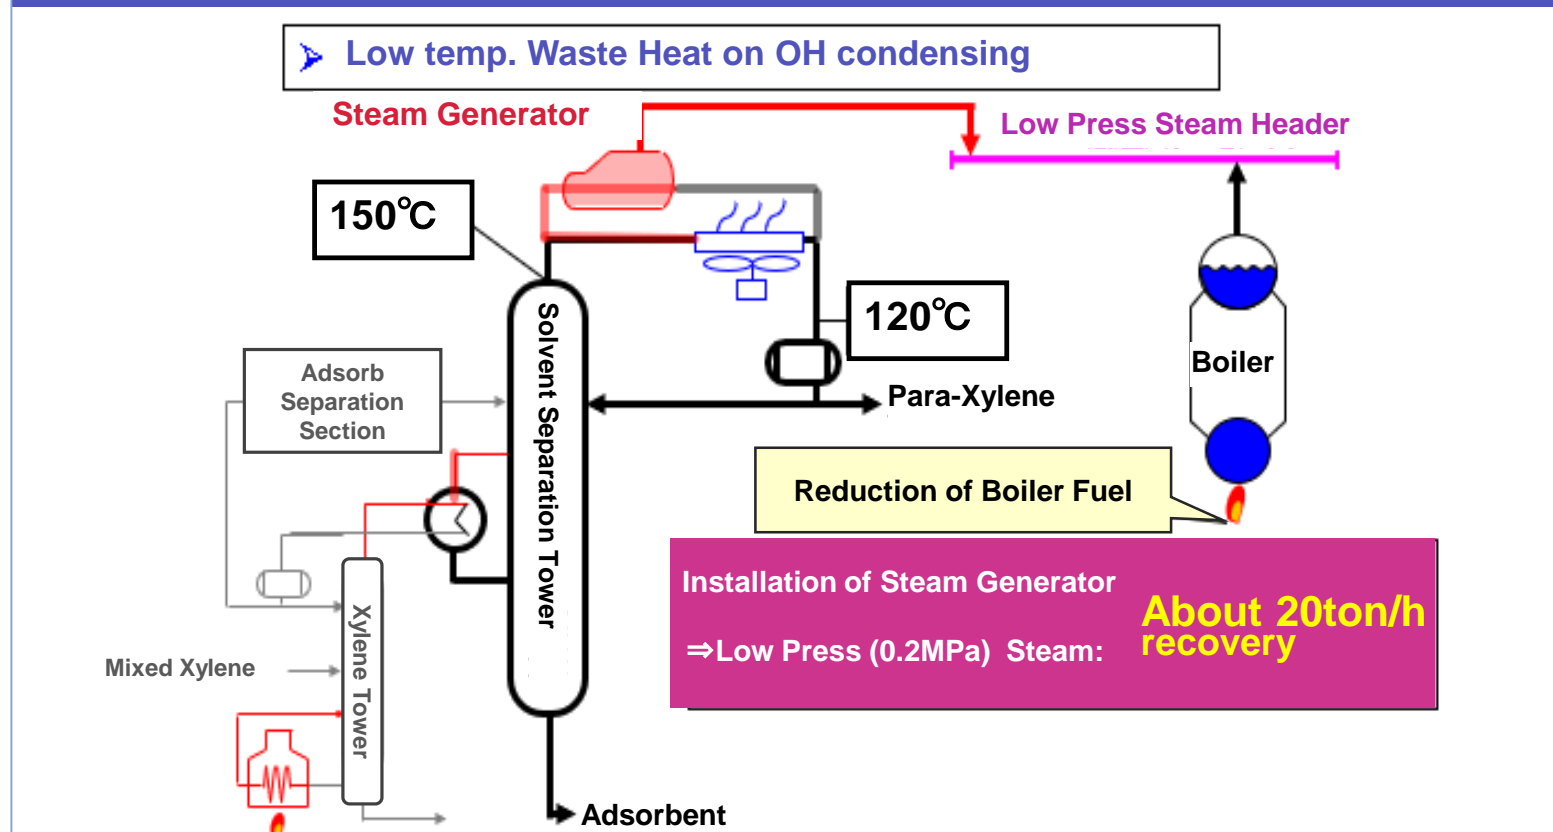 Low temp. Waste Heat on OH condensing
Steam Generator
Low Press Steam Header
150℃
120℃
Solvent Separation Tower
Adsorb
Separation
Section
Para-Xylene
Boiler
Reduction of Boiler Fuel
Installation of Steam Generator
⇒Low Press (0.2MPa) Steam:
About 20ton/h
recovery
Mixed Xylene
Xylene Tower
Adsorbent